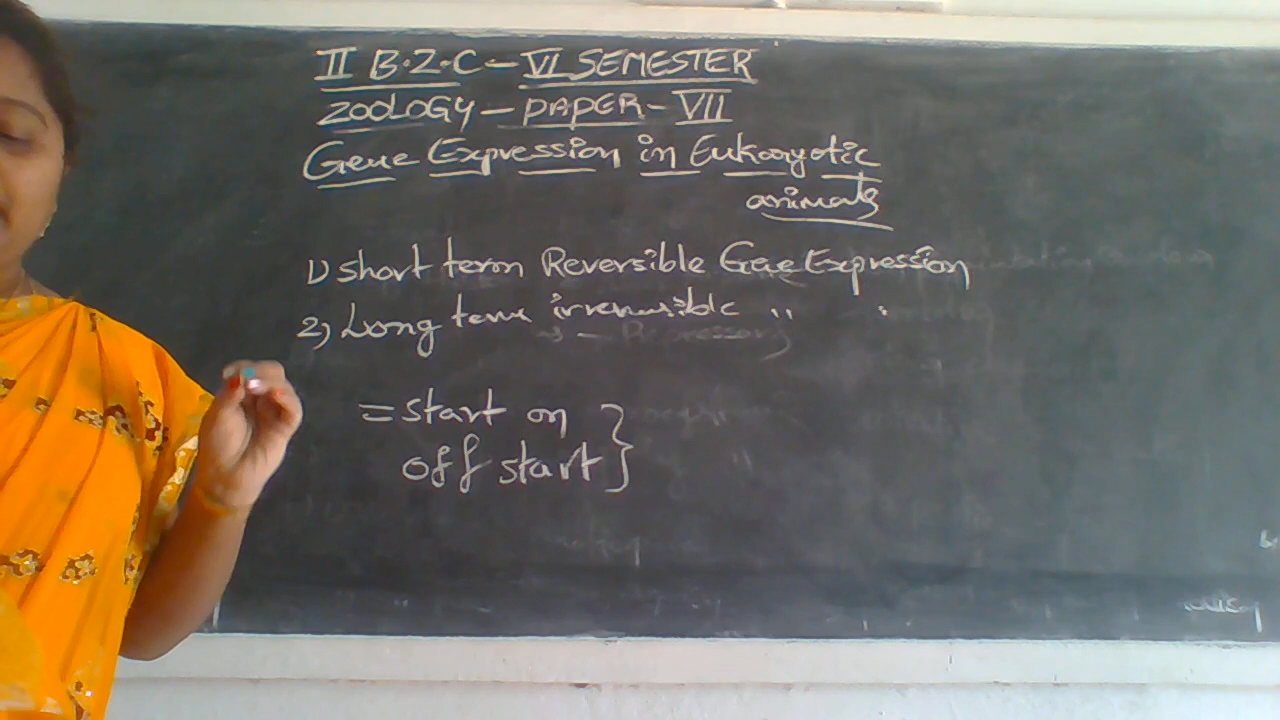 II B.Z.C - VI SEMESTER
ZOOLOGY - PAPER - VII
Gene Expression in Eukaryotic
animals
1) short term Reversible Gene Expression
2) Long term irreversible " "
= start on
off start }